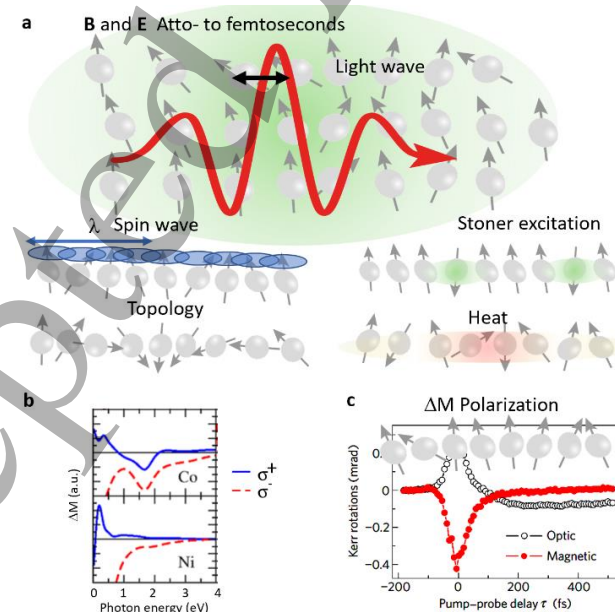 a B and E Atto- to femtoseconds
Light wave
λ Spin wave
Stoner excitation
Topology
Heat
b
c ΔM Polarization
ΔM (a.u.)
Co
Ni
σ+
σ-
0 1 2 3 4
Photon energy (eV)
Kerr rotations (mrad)
-0.2
-0.4
Optic
Magnetic
-200 0 200 400
Pump–probe delay τ (fs)